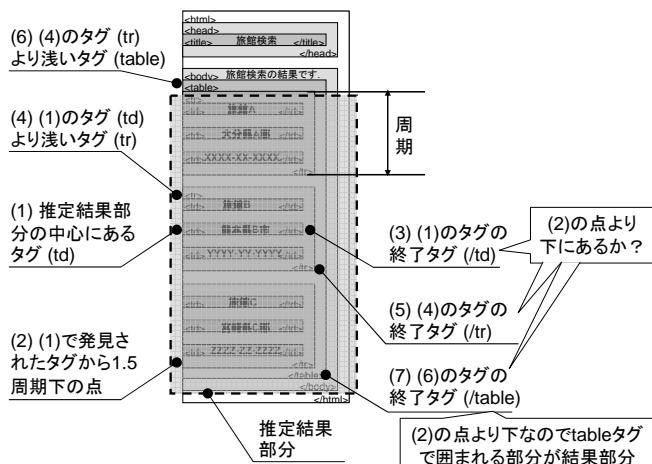 (6) (4)のタグ (tr)
より浅いタグ (table)
(4) (1)のタグ (td)
より浅いタグ
(tr)
(1) 推定結果部
分の中心にある
タグ (td)
(2) (1)で発見さ
れたタグから1.5
周期下の点
<html>
<head>
<title> 旅館検索 </title>
</head>
<body> 旅館検索の結果です.
<table>
<tr>
旅館A
大分県A市
XXXX-XX-XXXX
</tr>
<tr>
旅館B
熊本県B市
YYYY-YY-YYYY
</tr>
旅館C
宮崎県C市
ZZZZ-ZZ-ZZZZ
</tr>
</table>
</body>
</html>
周
期
(3) (1)のタグの
終了タグ (/td)
(2)の点より
下にあるか？
(5) (4)のタグの
終了タグ (/tr)
(7) (6)のタグの
終了タグ (/table)
推定結果
部分
(2)の点より下なのでtableタグ
で囲まれる部分が結果部分